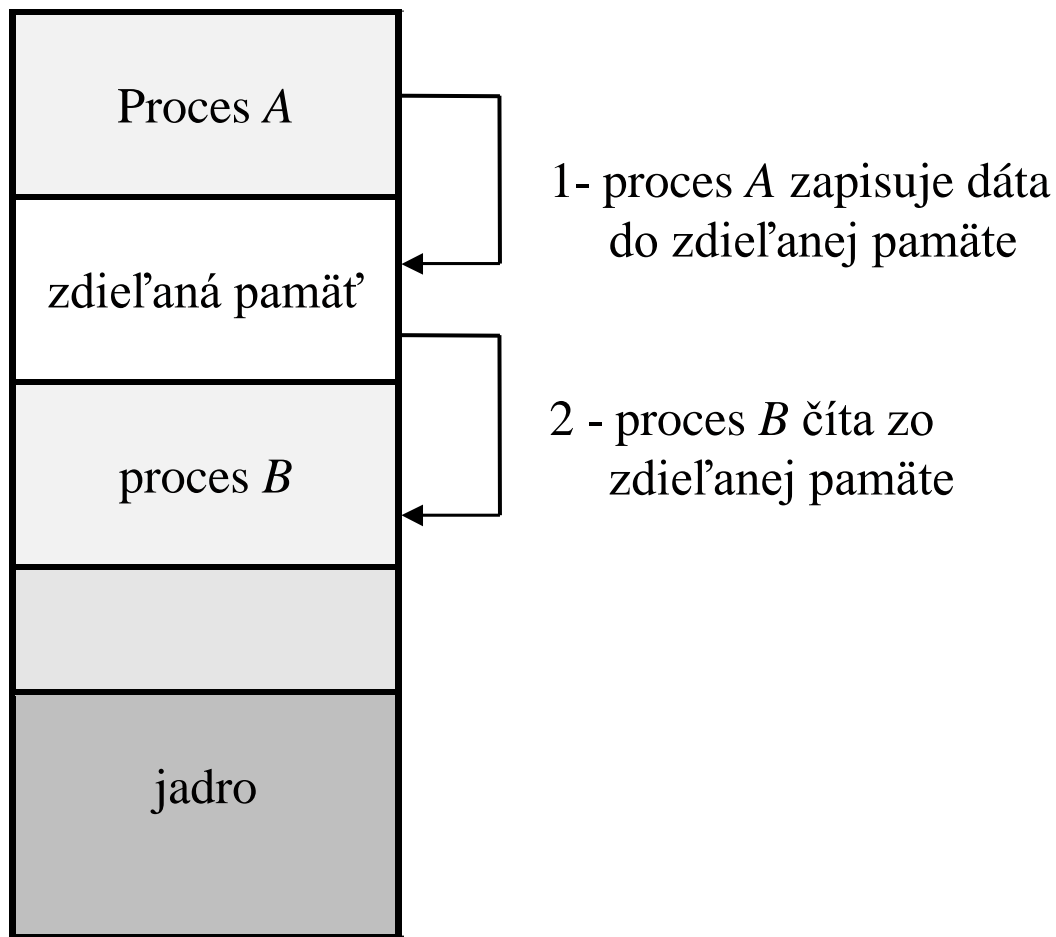 Proces A
1- proces A zapisuje dáta
do zdieľanej pamäte
zdieľaná pamäť
2 - proces B číta zo
zdieľanej pamäte
proces B
jadro